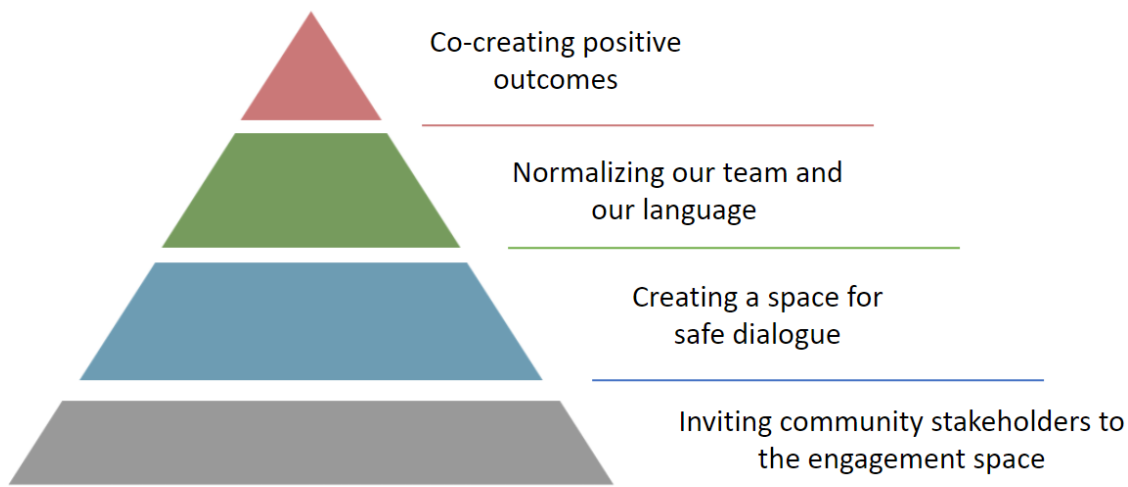 Co-creating positive
outcomes
Normalizing our team and
our language
Creating a space for
safe dialogue
Inviting community stakeholders to
the engagement space